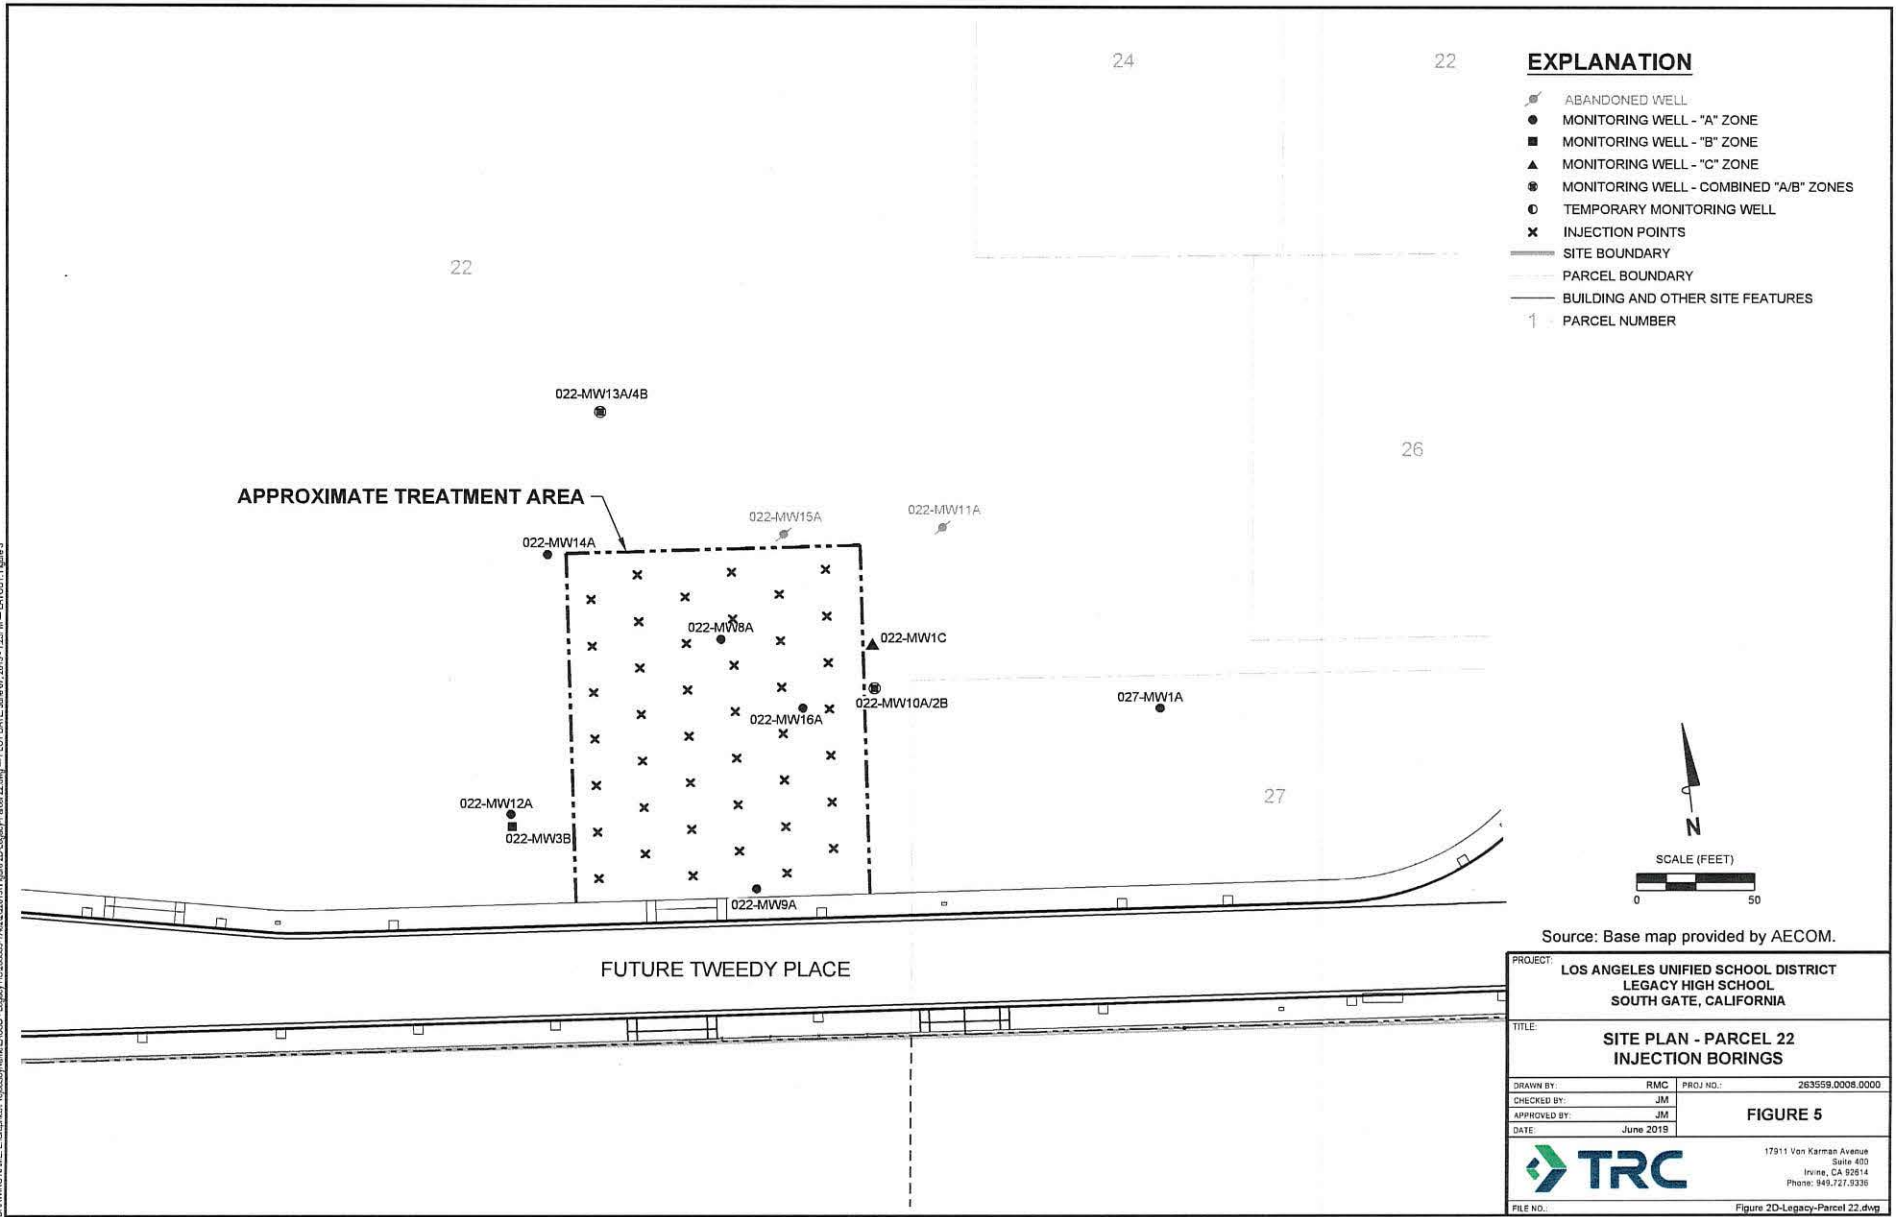 24
22
EXPLANATION
ABANDONED WELL
MONITORING WELL - "A" ZONE
MONITORING WELL - "B" ZONE
MONITORING WELL - "C" ZONE
MONITORING WELL - COMBINED "A/B" ZONES
TEMPORARY MONITORING WELL
INJECTION POINTS
SITE BOUNDARY
PARCEL BOUNDARY
BUILDING AND OTHER SITE FEATURES
1 PARCEL NUMBER
22
022-MW13A/4B
26
APPROXIMATE TREATMENT AREA
022-MW15A
022-MW11A
022-MW14A
022-MW8A
022-MW1C
022-MW10A/2B
027-MW1A
022-MW16A
27
022-MW12A
022-MW3B
022-MW9A
N
SCALE (FEET)
0 50
Source: Base map provided by AECOM.
FUTURE TWEEDY PLACE
PROJECT:
LOS ANGELES UNIFIED SCHOOL DISTRICT
LEGACY HIGH SCHOOL
SOUTH GATE, CALIFORNIA
TITLE:
SITE PLAN - PARCEL 22
INJECTION BORINGS
DRAWN BY: RMC PROJ NO.: 263559.0008.0000
CHECKED BY: JM
APPROVED BY: JM
FIGURE 5
DATE: June 2019
TRC
17911 Von Karman Avenue
Suite 400
Irvine, CA 92614
Phone: 949.727.9336
FILE NO.: Figure 2D-Legacy-Parcel 22.dwg